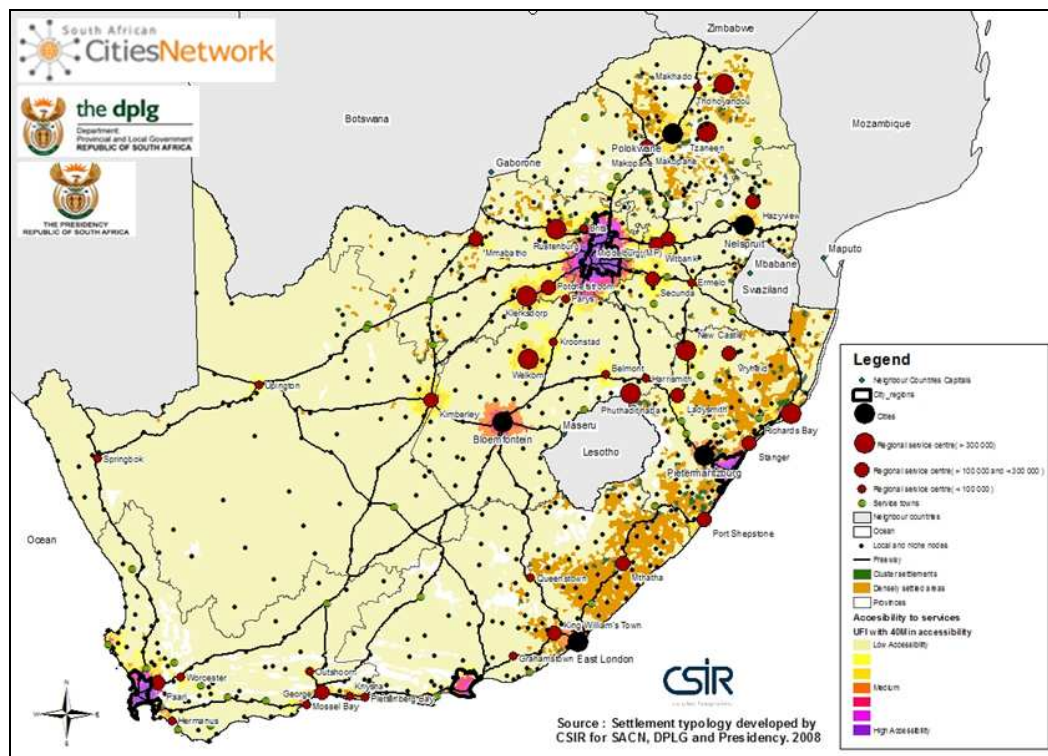 South African
CitiesNetwork
the dplg
Department:
Provincial and Local Government
REPUBLIC OF SOUTH AFRICA
THE PRESIDENCY
REPUBLIC OF SOUTH AFRICA
Zimbabwe
Botswana
Mozambique
Makhado
Thohoyandou
Polokwane
Tzaneen
Makopane
Makopane
Gaborone
Hazyview
Brits
Rustenburg
Nelspruit
Mmabatho
Middelburg(MP)
Witbank
Maputo
Mbabane
Ermelo
Secunda
Swaziland
Potchefstroom
Parys
Klerksdorp
Kroonstad
New Castle
Vryheid
Welkom
Belmont
Harrismith
Upington
Kimberley
Phuthaditjhaba
Ladysmith
Bloemfontein
Maseru
Richards Bay
Lesotho
Stanger
Springbok
Pietermaritzburg
Port Shepstone
Ocean
Queenstown
Mthatha
King William's Town
East London
Grahamstown
Worcester
Outshoorn
Paarl
George
Knysna
Plettenberg Bay
Mossel Bay
Hermanus
Legend
Neighbour Countries Capitals
City_regions
Cities
Regional service centre( > 300 000)
Regional service centre( > 100 000 and < 300 000 )
Regional service centre( < 100 000 )
Service towns
Neighbour countries
Ocean
Local and niche nodes
Freeway
Cluster settlements
Densely settled areas
Provinces
Accesibility to services
UFI with 40Min accessibility
Low Accessibility
Medium
High Accessibility
N
W
E
S
CSIR
Source : Settlement typology developed by
CSIR for SACN, DPLG and Presidency. 2008